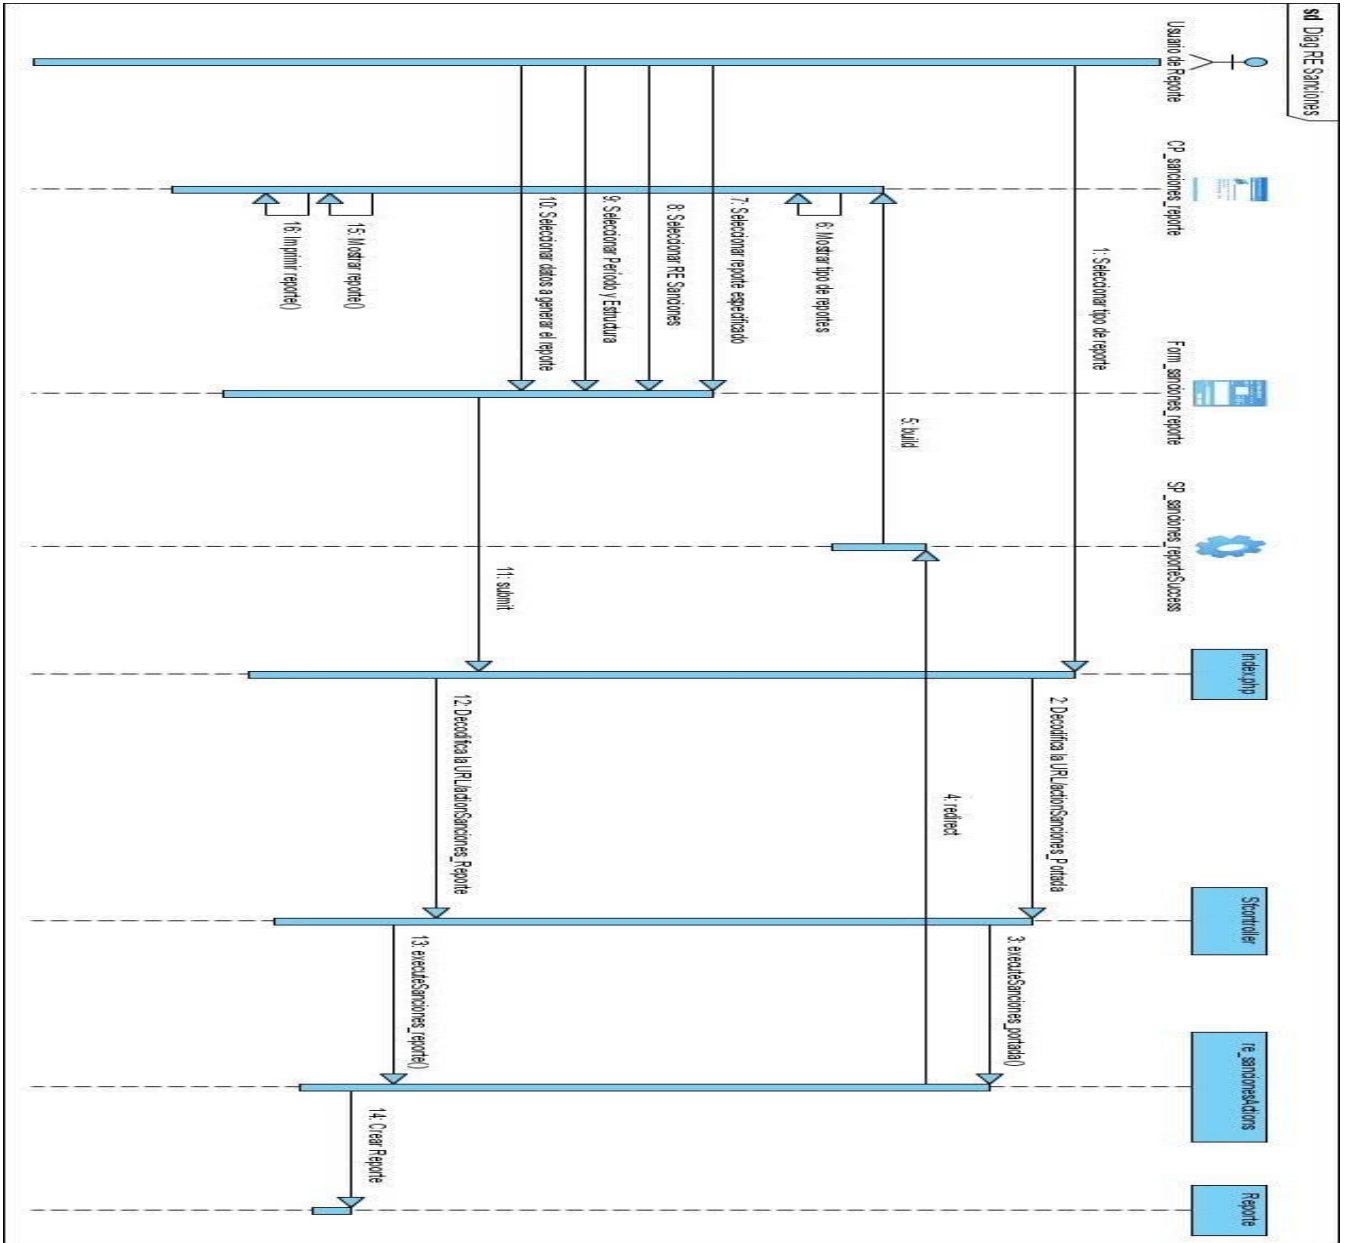 sd Diag RE Sanciones
Usuario de Reporte
CP_sanciones_reporte
Form_sanciones_reporte
SP_sanciones_reporteSuccess
index.php
Sfcontroller
re_sancionesActions
Reporte
1: Seleccionar tipo de reporte
2: Decodifica la URL/actionSanciones_Portada
3: executeSanciones_portada()
4: redirect
5: build
6: Mostrar tipo de reportes
7: Seleccionar reporte especificado
8: Seleccionar RE Sanciones
9: Seleccionar Período y Estructura
10: Seleccionar datos a generar el reporte
11: submit
12: Decodifica la URL/actionSanciones_Reporte
13: executeSanciones_reporte()
14: Crear Reporte
15: Mostrar reporte()
16: Imprimir reporte()